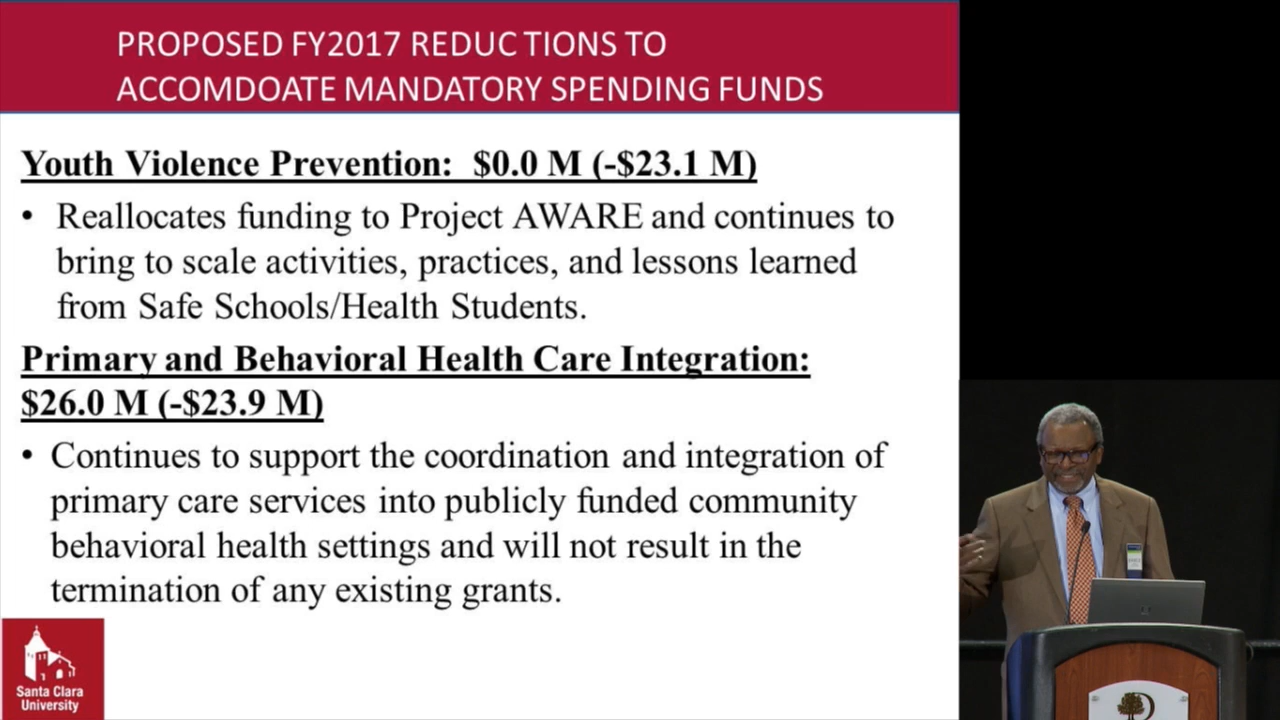 PROPOSED FY2017 REDUC TIONS TO
ACCOMDOATE MANDATORY SPENDING FUNDS
Youth Violence Prevention: $0.0 M (-$23.1 M)
• Reallocates funding to Project AWARE and continues to
bring to scale activities, practices, and lessons learned
from Safe Schools/Health Students.
Primary and Behavioral Health Care Integration:
$26.0 M (-$23.9 M)
• Continues to support the coordination and integration of
primary care services into publicly funded community
behavioral health settings and will not result in the
termination of any existing grants.
Santa Clara
University